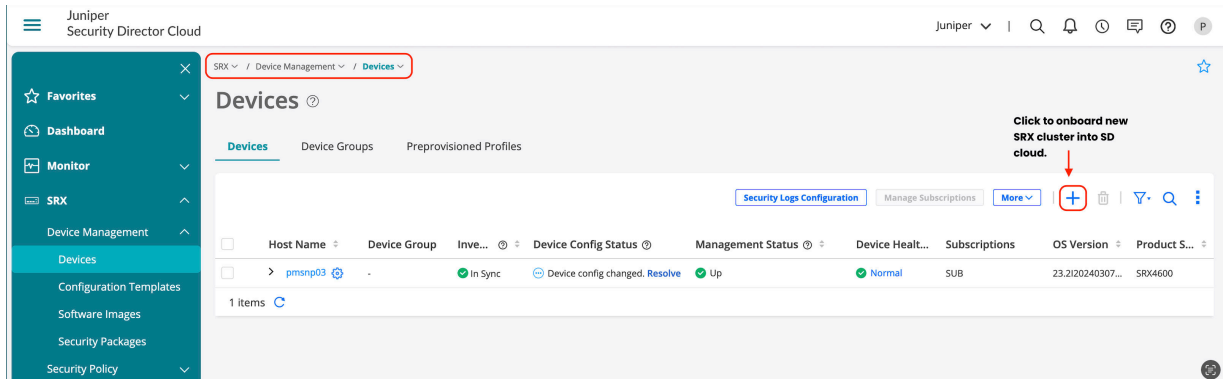 Juniper
Security Director Cloud
Juniper
P
SRX / Device Management / Devices
Favorites
Devices
Click to onboard new
SRX cluster into SD
cloud.
Dashboard
Devices Device Groups Preprovisioned Profiles
Monitor
SRX
Security Logs Configuration Manage Subscriptions More
Device Management
Host Name Device Group Inve... Device Config Status Management Status Device Healt... Subscriptions OS Version Product S...
Devices
pmsnp03 - In Sync Device config changed. Resolve Up Normal SUB 23.2I20240307... SRX4600
Configuration Templates
1 items
Software Images
Security Packages
Security Policy